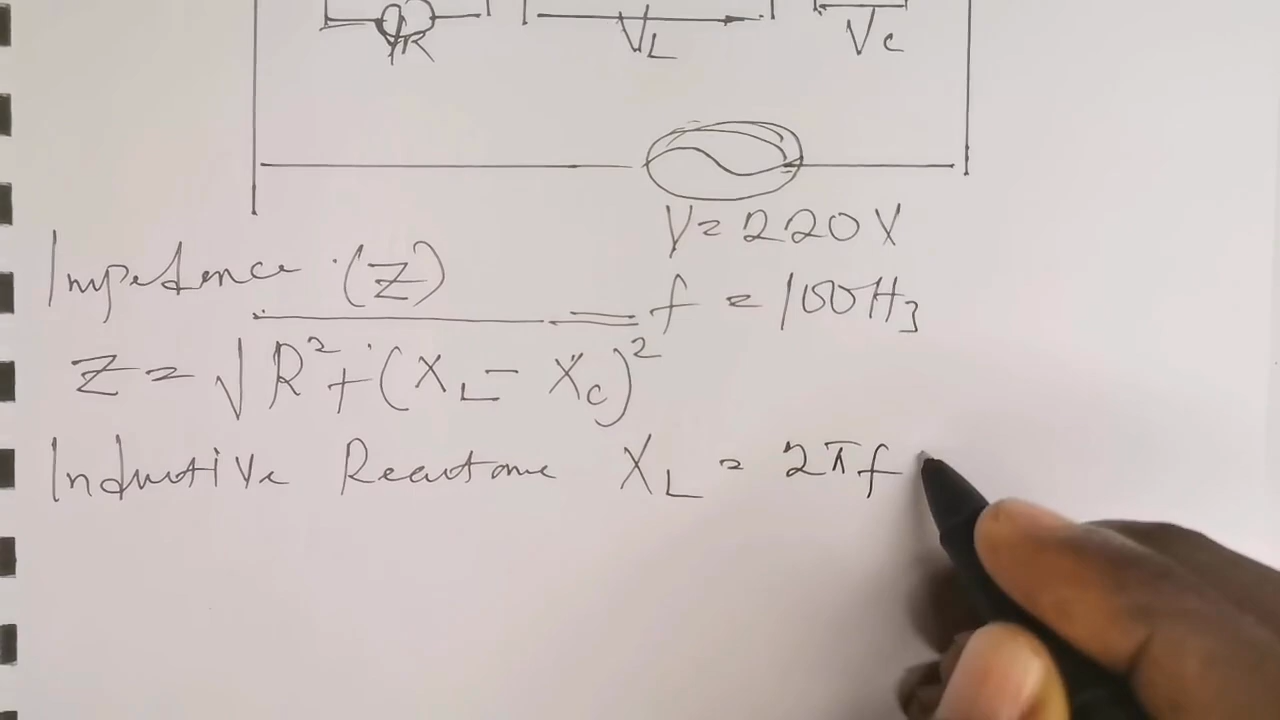 VR VL Vc
V = 220V
Impedance (Z)
f = 100Hz
Z = √R²+(XL - Xc)²
Inductive Reactance XL = 2πf